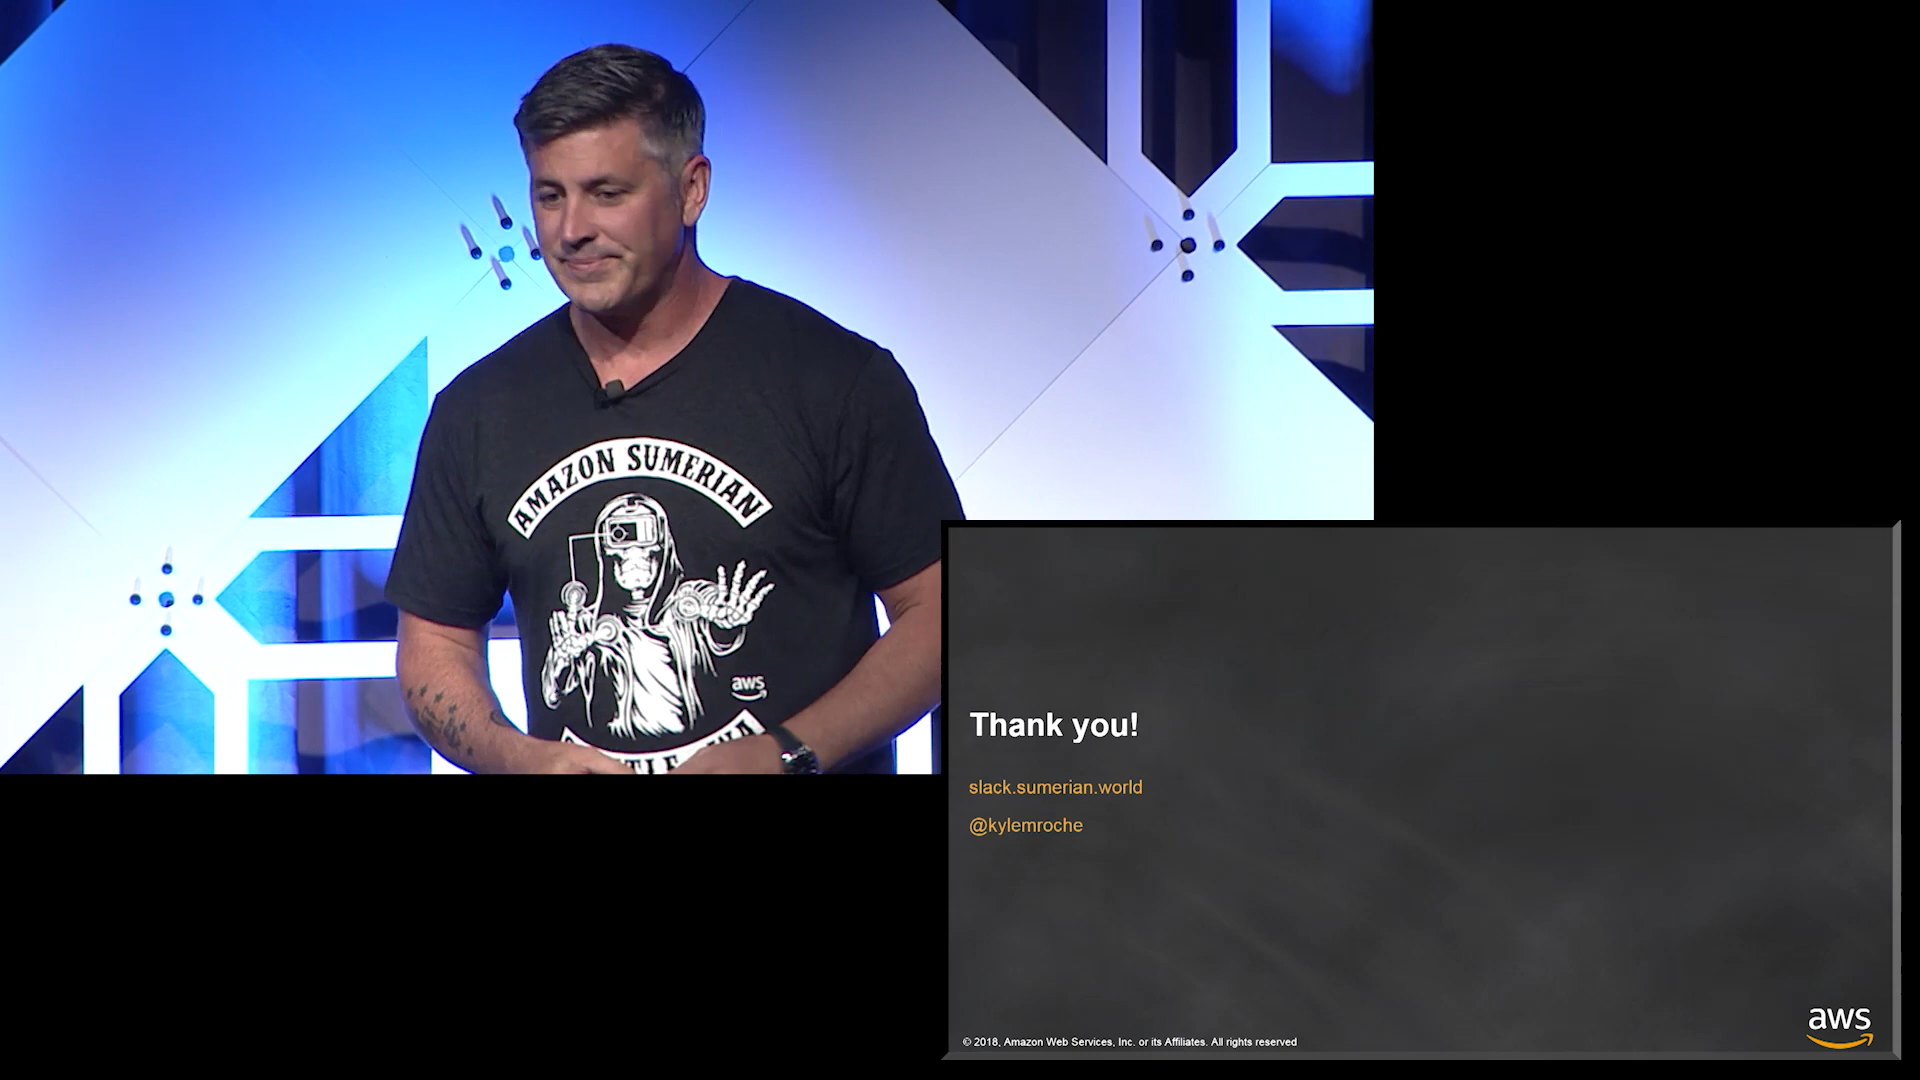 AMAZON SUMERIAN
aws
Thank you!
slack.sumerian.world
@kylemroche
aws
© 2018, Amazon Web Services, Inc. or its Affiliates. All rights reserved